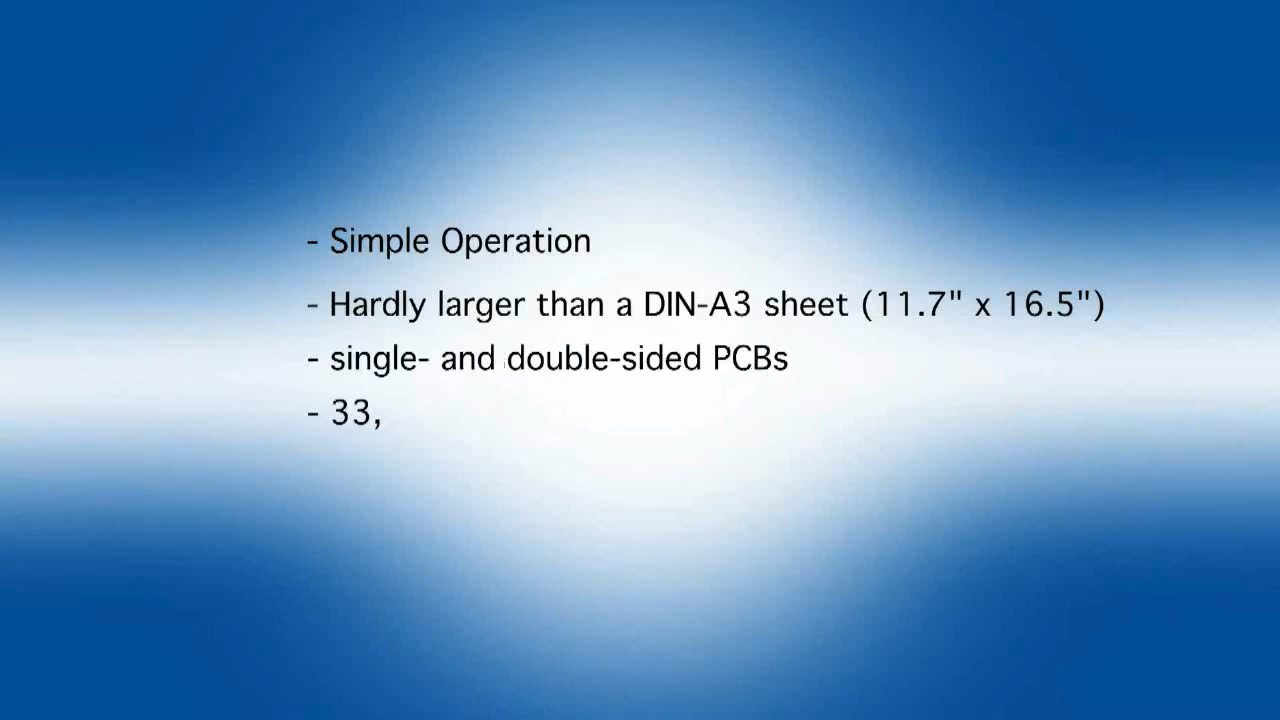 - Simple Operation
- Hardly larger than a DIN-A3 sheet (11.7" x 16.5")
- single- and double-sided PCBs
- 33,